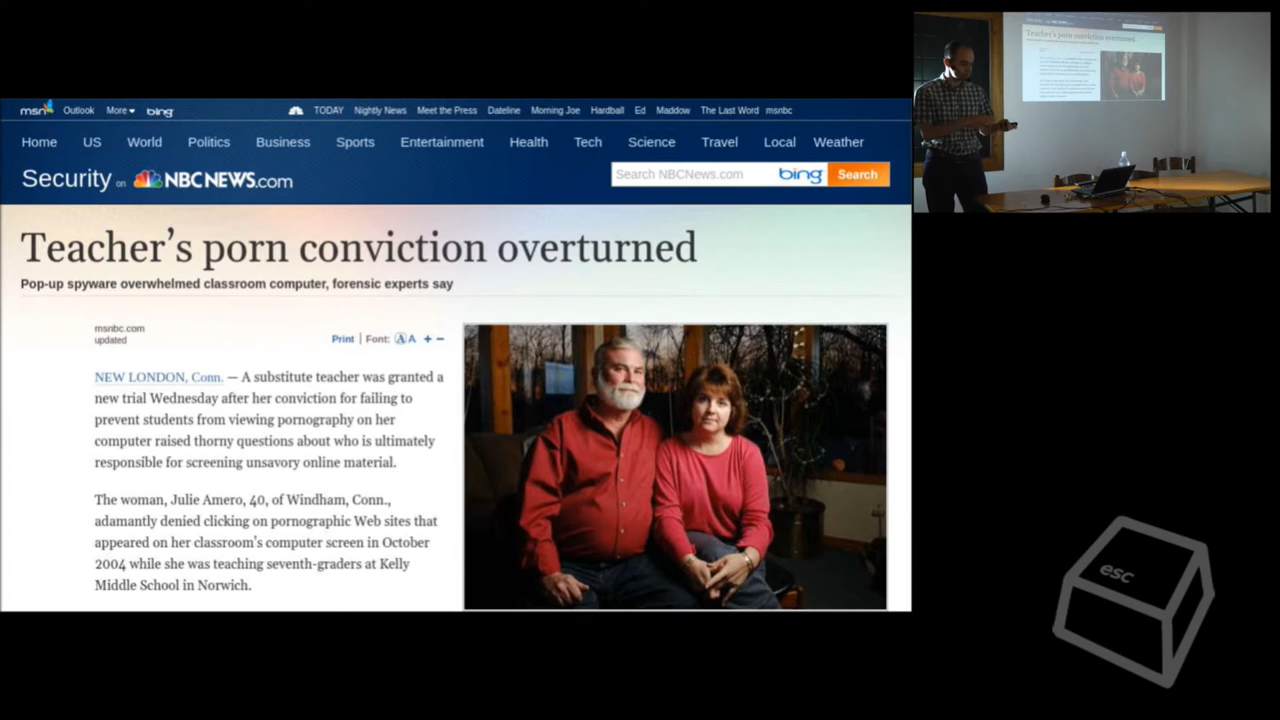 msn Outlook More bing TODAY Nightly News Meet the Press Dateline Morning Joe Hardball Ed Maddow The Last Word msnbc
Home US World Politics Business Sports Entertainment Health Tech Science Travel Local Weather
Security on NBCNEWS.com Search NBCNews.com bing Search
Teacher’s porn conviction overturned
Pop-up spyware overwhelmed classroom computer, forensic experts say
msnbc.com
updated
Print | Font: A A + −
NEW LONDON, Conn. — A substitute teacher was granted a
new trial Wednesday after her conviction for failing to
prevent students from viewing pornography on her
computer raised thorny questions about who is ultimately
responsible for screening unsavory online material.
The woman, Julie Amero, 40, of Windham, Conn.,
adamantly denied clicking on pornographic Web sites that
appeared on her classroom’s computer screen in October
2004 while she was teaching seventh-graders at Kelly
Middle School in Norwich.
Teacher's porn conviction overturned
esc